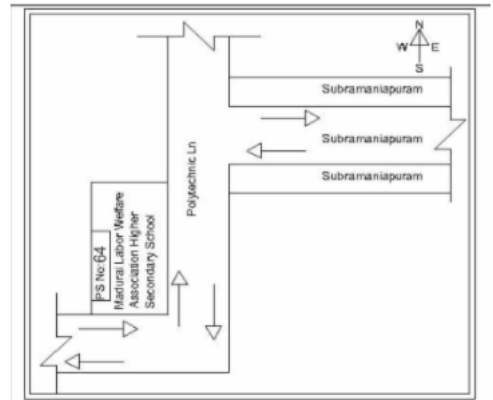 N
W E
S
Subramaniapuram
Subramaniapuram
Subramaniapuram
Polytechnic Ln
PS No:64
Madurai Labor Welfare
Association Higher
Secondary School